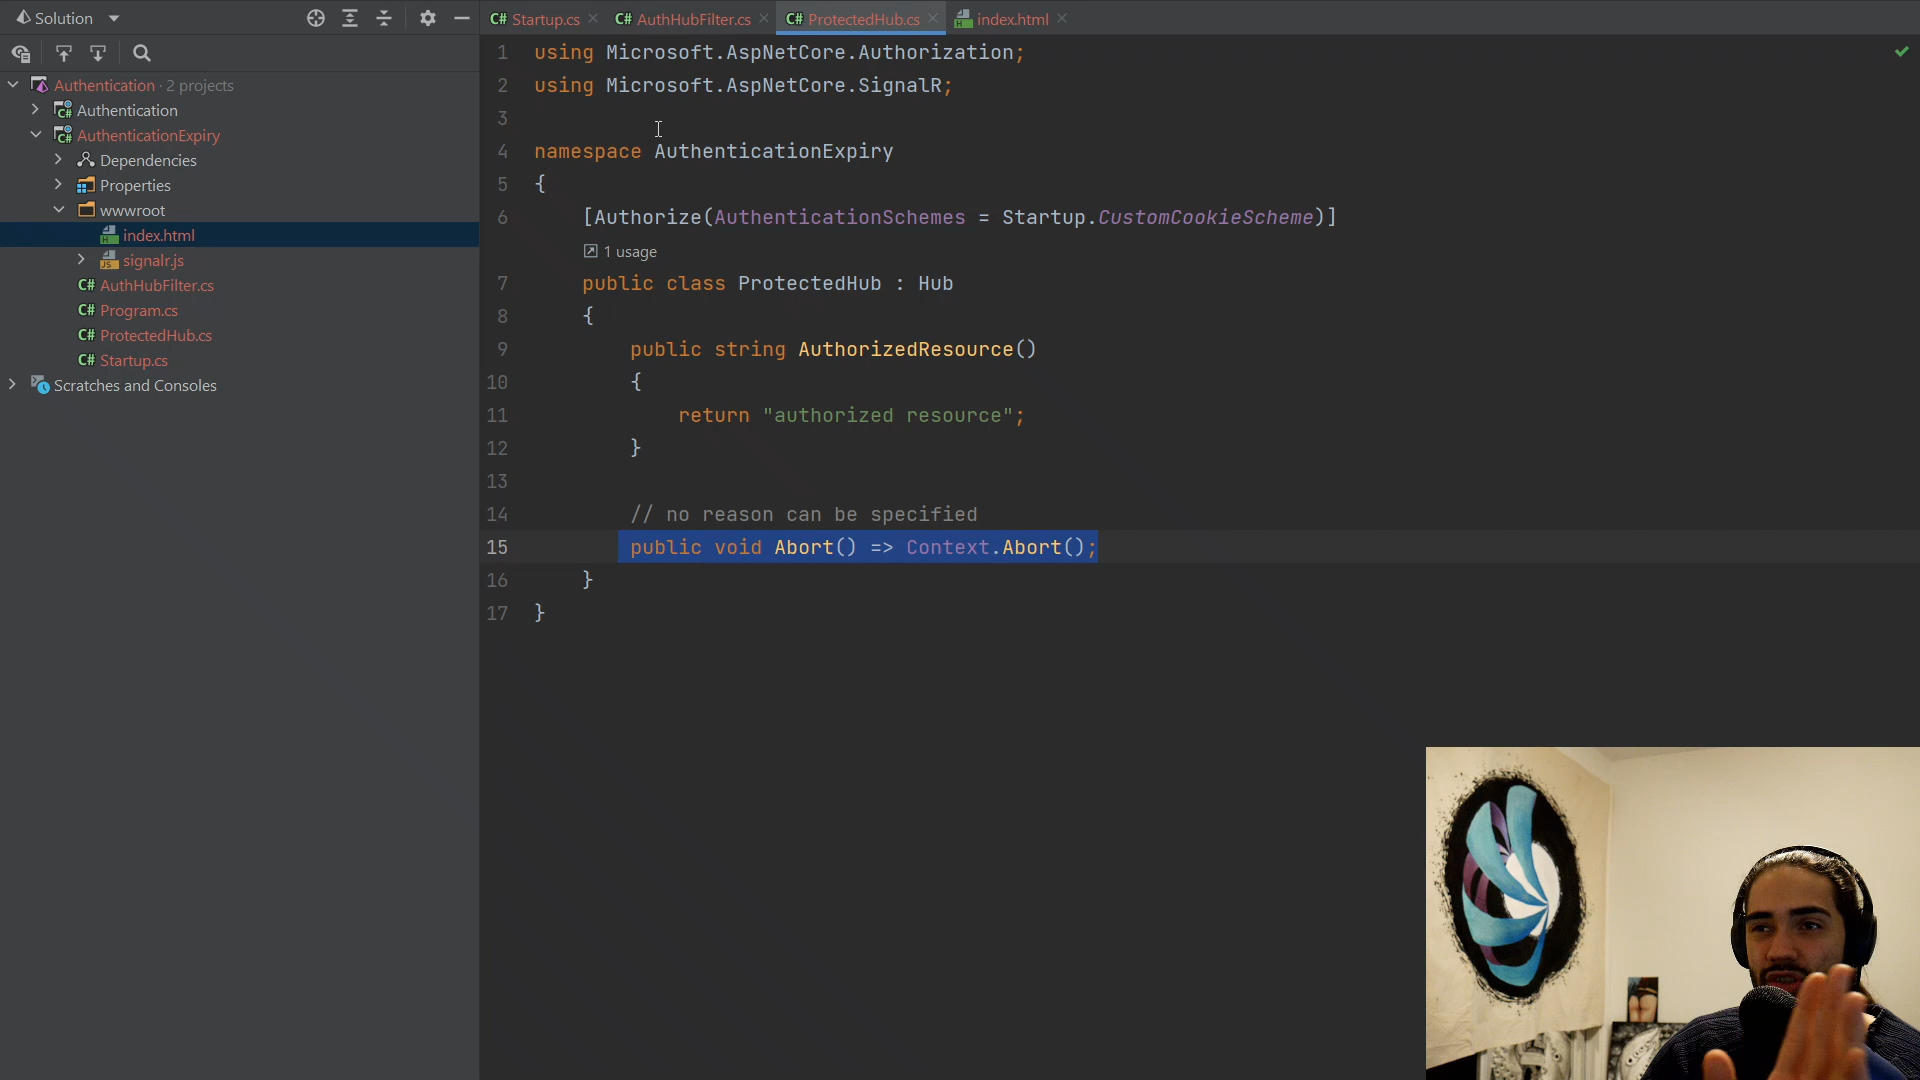 Solution
C# Startup.cs
C# AuthHubFilter.cs
C# ProtectedHub.cs
index.html
Authentication · 2 projects
Authentication
AuthenticationExpiry
Dependencies
Properties
wwwroot
index.html
signalr.js
C# AuthHubFilter.cs
C# Program.cs
C# ProtectedHub.cs
C# Startup.cs
Scratches and Consoles
1 using Microsoft.AspNetCore.Authorization;
2 using Microsoft.AspNetCore.SignalR;
3
4 namespace AuthenticationExpiry
5 {
6 [Authorize(AuthenticationSchemes = Startup.CustomCookieScheme)]
1 usage
7 public class ProtectedHub : Hub
8 {
9 public string AuthorizedResource()
10 {
11 return "authorized resource";
12 }
13
14 // no reason can be specified
15 public void Abort() => Context.Abort();
16 }
17 }